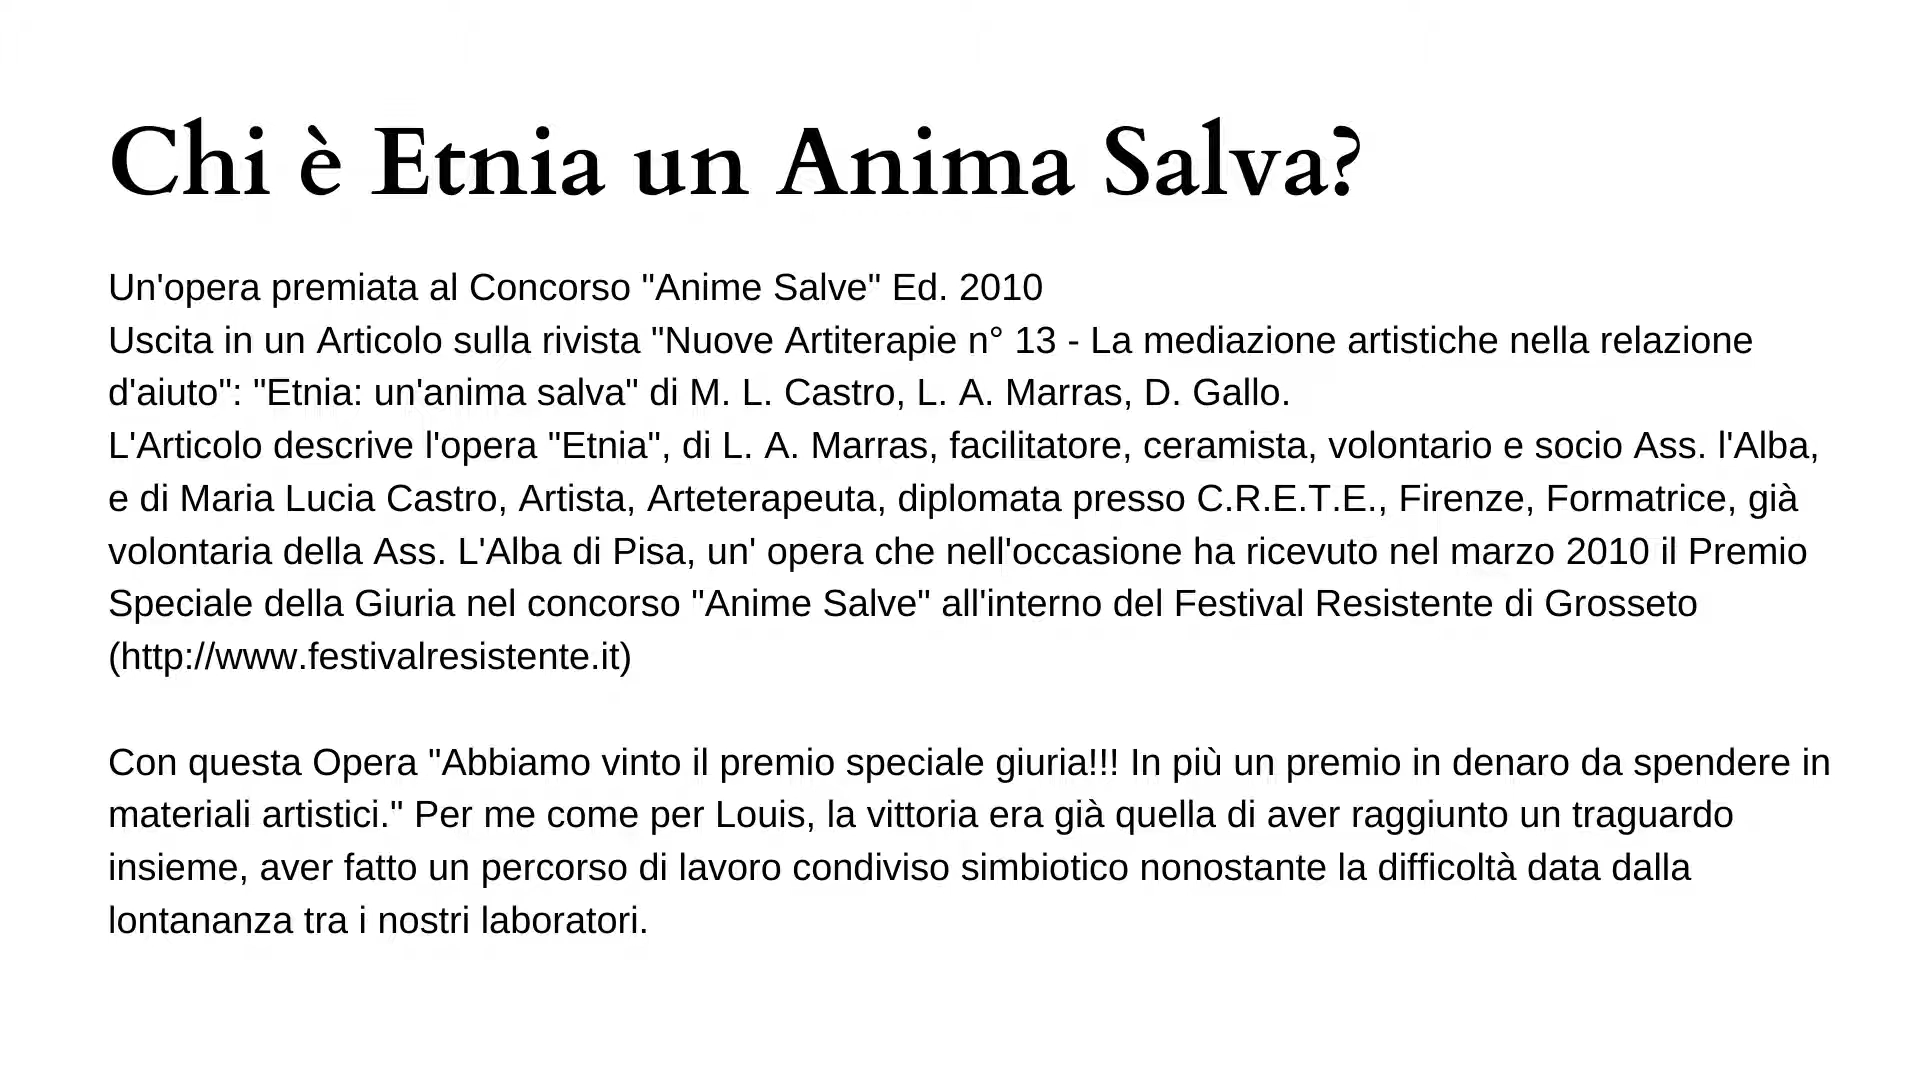 Chi è Etnia un Anima Salva?
Un'opera premiata al Concorso "Anime Salve" Ed. 2010
Uscita in un Articolo sulla rivista "Nuove Artiterapie n° 13 - La mediazione artistiche nella relazione
d'aiuto": "Etnia: un'anima salva" di M. L. Castro, L. A. Marras, D. Gallo.
L'Articolo descrive l'opera "Etnia", di L. A. Marras, facilitatore, ceramista, volontario e socio Ass. l'Alba,
e di Maria Lucia Castro, Artista, Arteterapeuta, diplomata presso C.R.E.T.E., Firenze, Formatrice, già
volontaria della Ass. L'Alba di Pisa, un' opera che nell'occasione ha ricevuto nel marzo 2010 il Premio
Speciale della Giuria nel concorso "Anime Salve" all'interno del Festival Resistente di Grosseto
(http://www.festivalresistente.it)
Con questa Opera "Abbiamo vinto il premio speciale giuria!!! In più un premio in denaro da spendere in
materiali artistici." Per me come per Louis, la vittoria era già quella di aver raggiunto un traguardo
insieme, aver fatto un percorso di lavoro condiviso simbiotico nonostante la difficoltà data dalla
lontananza tra i nostri laboratori.